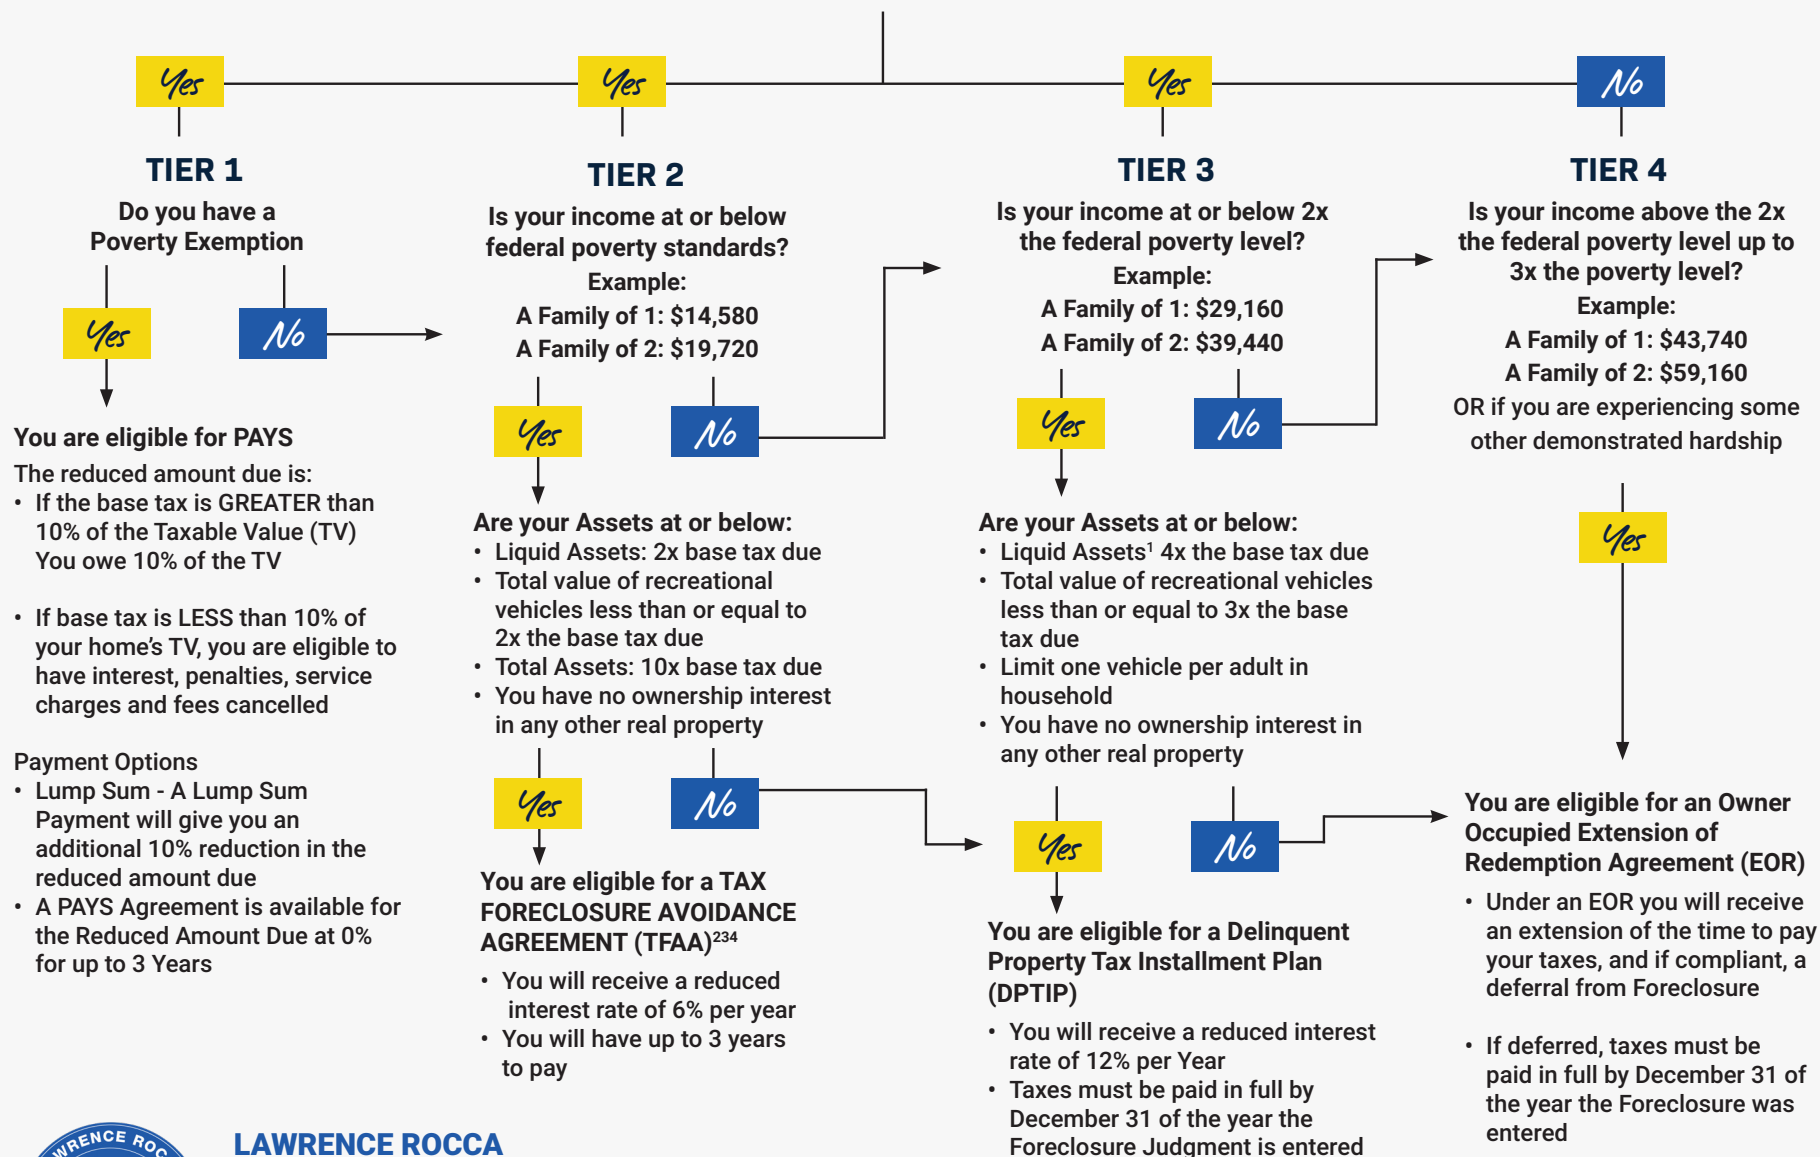 Yes
Yes
Yes
No
TIER 1
Do you have a
Poverty Exemption
Yes
No
You are eligible for PAYS
The reduced amount due is:
• If the base tax is GREATER than
10% of the Taxable Value (TV)
You owe 10% of the TV
• If base tax is LESS than 10% of
your home’s TV, you are eligible to
have interest, penalties, service
charges and fees cancelled
Payment Options
• Lump Sum - A Lump Sum
Payment will give you an
additional 10% reduction in the
reduced amount due
• A PAYS Agreement is available for
the Reduced Amount Due at 0%
for up to 3 Years
TIER 2
Is your income at or below
federal poverty standards?
Example:
A Family of 1: $14,580
A Family of 2: $19,720
Yes
No
Are your Assets at or below:
• Liquid Assets: 2x base tax due
• Total value of recreational
vehicles less than or equal to
2x the base tax due
• Total Assets: 10x base tax due
• You have no ownership interest
in any other real property
Yes
No
You are eligible for a TAX
FORECLOSURE AVOIDANCE
AGREEMENT (TFAA)²³⁴
• You will receive a reduced
interest rate of 6% per year
• You will have up to 3 years
to pay
TIER 3
Is your income at or below 2x
the federal poverty level?
Example:
A Family of 1: $29,160
A Family of 2: $39,440
Yes
No
Are your Assets at or below:
• Liquid Assets¹ 4x the base tax due
• Total value of recreational vehicles
less than or equal to 3x the base
tax due
• Limit one vehicle per adult in
household
• You have no ownership interest in
any other real property
Yes
No
You are eligible for a Delinquent
Property Tax Installment Plan
(DPTIP)
• You will receive a reduced interest
rate of 12% per Year
• Taxes must be paid in full by
December 31 of the year the
Foreclosure Judgment is entered
TIER 4
Is your income above the 2x
the federal poverty level up to
3x the poverty level?
Example:
A Family of 1: $43,740
A Family of 2: $59,160
OR if you are experiencing some
other demonstrated hardship
Yes
You are eligible for an Owner
Occupied Extension of
Redemption Agreement (EOR)
• Under an EOR you will receive
an extension of the time to pay
your taxes, and if compliant, a
deferral from Foreclosure
• If deferred, taxes must be
paid in full by December 31 of
the year the Foreclosure was
entered
LAWRENCE ROCCA